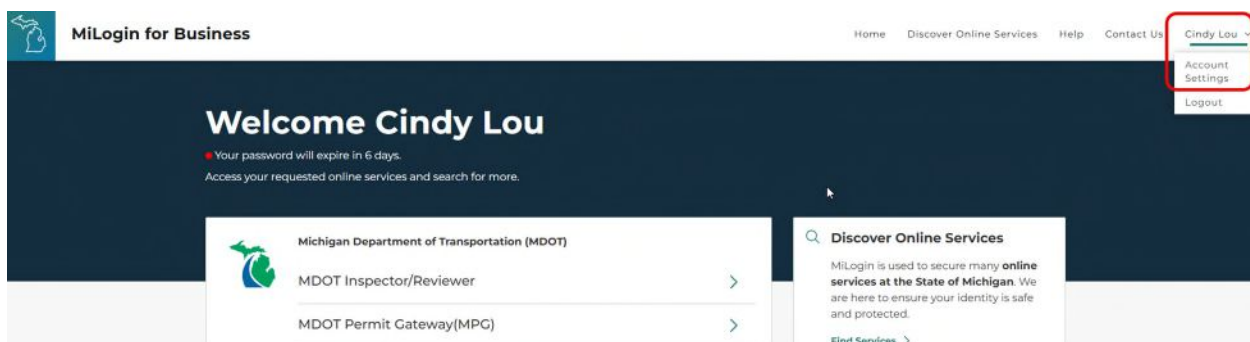 MiLogin for Business
Home Discover Online Services Help Contact Us Cindy Lou
Account
Settings
Logout
Welcome Cindy Lou
Your password will expire in 6 days.
Access your requested online services and search for more.
Michigan Department of Transportation (MDOT)
MDOT Inspector/Reviewer
MDOT Permit Gateway(MPG)
Discover Online Services
MiLogin is used to secure many online
services at the State of Michigan. We
are here to ensure your identity is safe
and protected.
Find Services